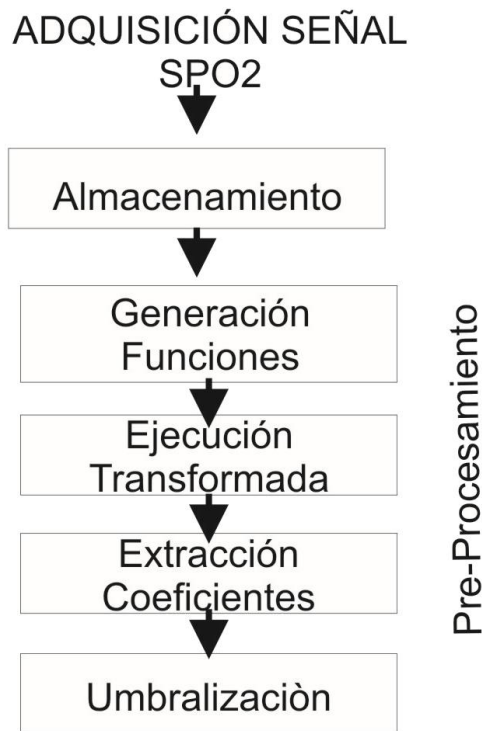 ADQUISICIÓN SEÑAL
SPO2
Almacenamiento
Generación
Funciones
Ejecución
Transformada
Extracción
Coeficientes
Umbralizaciòn
Pre-Procesamiento